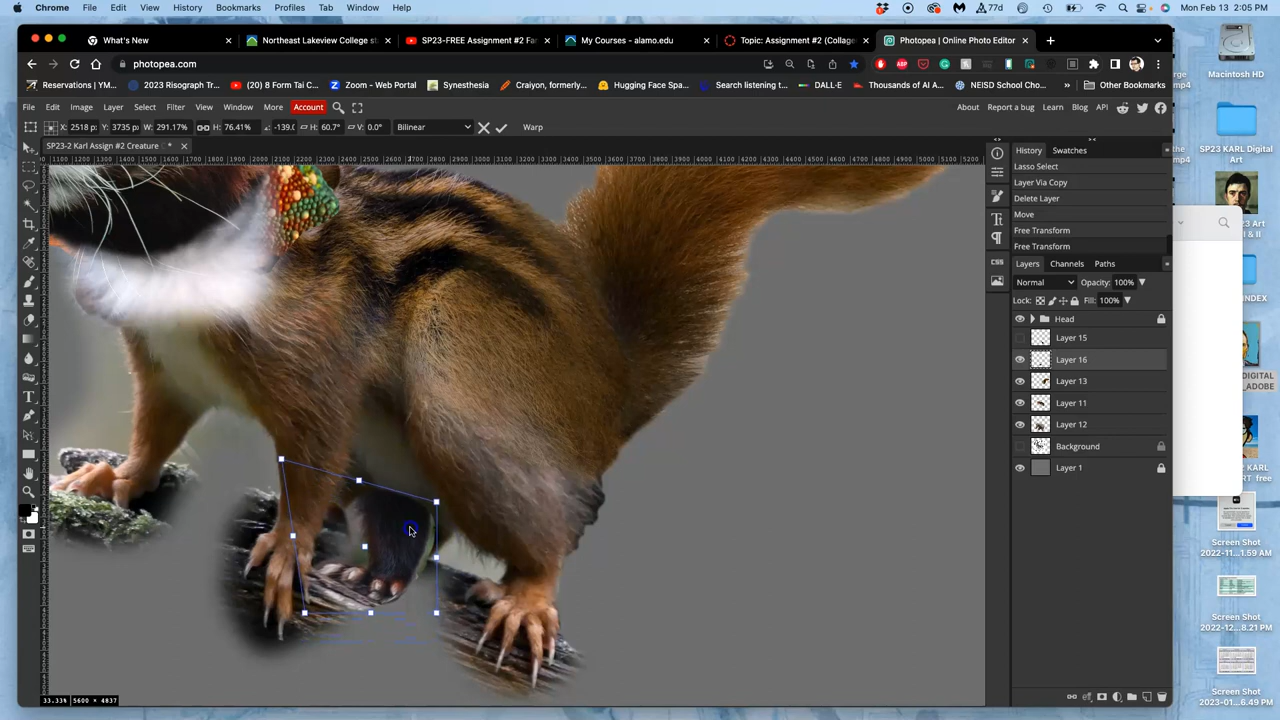 Chrome File Edit View History Bookmarks Profiles Tab Window Help 77d Mon Feb 13 2:05 PM
What's New Northeast Lakeview College st SP23-FREE Assignment #2 Fan My Courses - alamo.edu Topic: Assignment #2 (Collage Photopea | Online Photo Editor
photopea.com
Reservations | YM... 2023 Risograph Tr... (20) 8 Form Tai C... Zoom - Web Portal Synesthesia Craiyon, formerly... Hugging Face Spa... Search listening t... DALL-E Thousands of AI A... NEISD School Cho... Other Bookmarks
File Edit Image Layer Select Filter View Window More Account About Report a bug Learn Blog API
X: 2518 p Y: 3735 p W: 291.17% H: 76.41% -139.0 H: 60.7° V: 0.0° Bilinear Warp
SP23-2 Karl Assign #2 Creature *
History Swatches
Lasso Select
Layer Via Copy
Delete Layer
Move
Free Transform
Free Transform
CSS
Layers Channels Paths
Normal Opacity: 100%
Lock: Fill: 100%
Head
Layer 15
Layer 16
Layer 13
Layer 11
Layer 12
Background
Layer 1
33.33% 5600 × 4837
Macintosh HD
SP23 KARL Digital
Art
Screen Shot
2022-11...1.59 AM
Screen Shot
2022-12...8.21 PM
Screen Shot
2023-01...6.49 PM